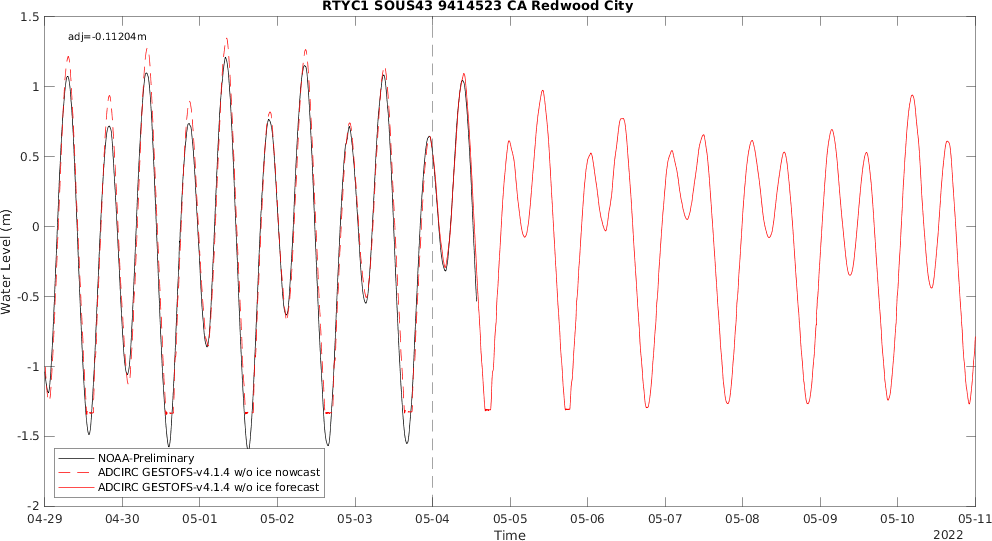 RTYC1 SOUS43 9414523 CA Redwood City
adj=-0.11204m
1.5
1
0.5
0
-0.5
-1
-1.5
-2
Water Level (m)
NOAA-Preliminary
ADCIRC GESTOFS-v4.1.4 w/o ice nowcast
ADCIRC GESTOFS-v4.1.4 w/o ice forecast
04-29 04-30 05-01 05-02 05-03 05-04 05-05 05-06 05-07 05-08 05-09 05-10 05-11
Time
2022